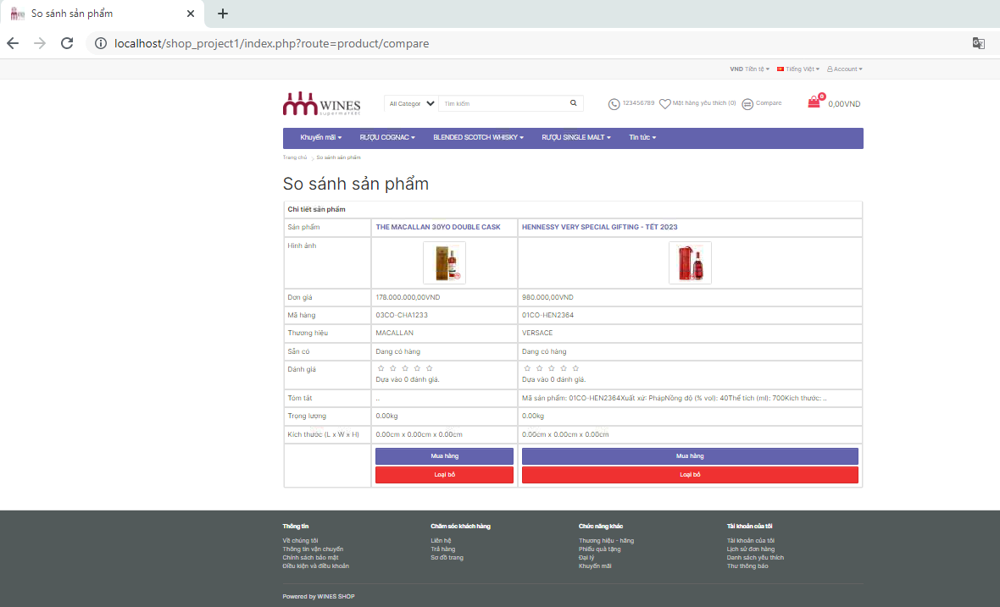 So sánh sản phẩm
localhost/shop_project1/index.php?route=product/compare
VND Tiền tệ Tiếng Việt Account
WINES
supermarket
All Categor
Tìm kiếm
123456789 Mặt hàng yêu thích (0) Compare
0
0,00VND
Khuyến mãi RƯỢU COGNAC BLENDED SCOTCH WHISKY RƯỢU SINGLE MALT Tin tức
Trang chủ So sánh sản phẩm
So sánh sản phẩm
Chi tiết sản phẩm
Sản phẩm THE MACALLAN 30YO DOUBLE CASK HENNESSY VERY SPECIAL GIFTING - TẾT 2023
Hình ảnh
Đơn giá 178.000.000,00VND 980.000,00VND
Mã hàng 03CO-CHA1233 01CO-HEN2364
Thương hiệu MACALLAN VERSACE
Sẵn có Đang có hàng Đang có hàng
Đánh giá
Dựa vào 0 đánh giá. Dựa vào 0 đánh giá.
Tóm tắt .. Mã sản phẩm: 01CO-HEN2364Xuất xứ: PhápNồng độ (% vol): 40Thể tích (ml): 700Kích thước: ..
Trọng lượng 0.00kg 0.00kg
Kích thước (L x W x H) 0.00cm x 0.00cm x 0.00cm 0.00cm x 0.00cm x 0.00cm
Mua hàng Mua hàng
Loại bỏ Loại bỏ
Thông tin Chăm sóc khách hàng Chức năng khác Tài khoản của tôi
Về chúng tôi Liên hệ Thương hiệu - hãng Tài khoản của tôi
Thông tin vận chuyển Trả hàng Phiếu quà tặng Lịch sử đơn hàng
Chính sách bảo mật Sơ đồ trang Đại lý Danh sách yêu thích
Điều kiện và điều khoản Khuyến mãi Thư thông báo
Powered by WINES SHOP